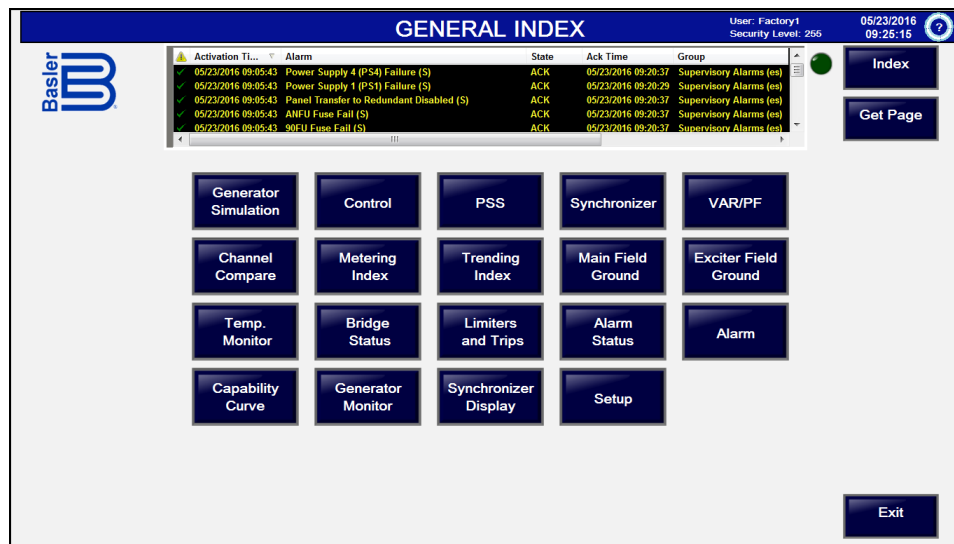 GENERAL INDEX
User: Factory1
Security Level: 255
05/23/2016
09:25:15
?
Basler
Activation Ti... Alarm State Ack Time Group
05/23/2016 09:05:43 Power Supply 4 (PS4) Failure (S) ACK 05/23/2016 09:20:37 Supervisory Alarms (es)
05/23/2016 09:05:43 Power Supply 1 (PS1) Failure (S) ACK 05/23/2016 09:20:29 Supervisory Alarms (es)
05/23/2016 09:05:43 Panel Transfer to Redundant Disabled (S) ACK 05/23/2016 09:20:37 Supervisory Alarms (es)
05/23/2016 09:05:43 ANFU Fuse Fail (S) ACK 05/23/2016 09:20:37 Supervisory Alarms (es)
05/23/2016 09:05:43 90FU Fuse Fail (S) ACK 05/23/2016 09:20:37 Supervisory Alarms (es)
Index
Get Page
Generator
Simulation
Control
PSS
Synchronizer
VAR/PF
Channel
Compare
Metering
Index
Trending
Index
Main Field
Ground
Exciter Field
Ground
Temp.
Monitor
Bridge
Status
Limiters
and Trips
Alarm
Status
Alarm
Capability
Curve
Generator
Monitor
Synchronizer
Display
Setup
Exit